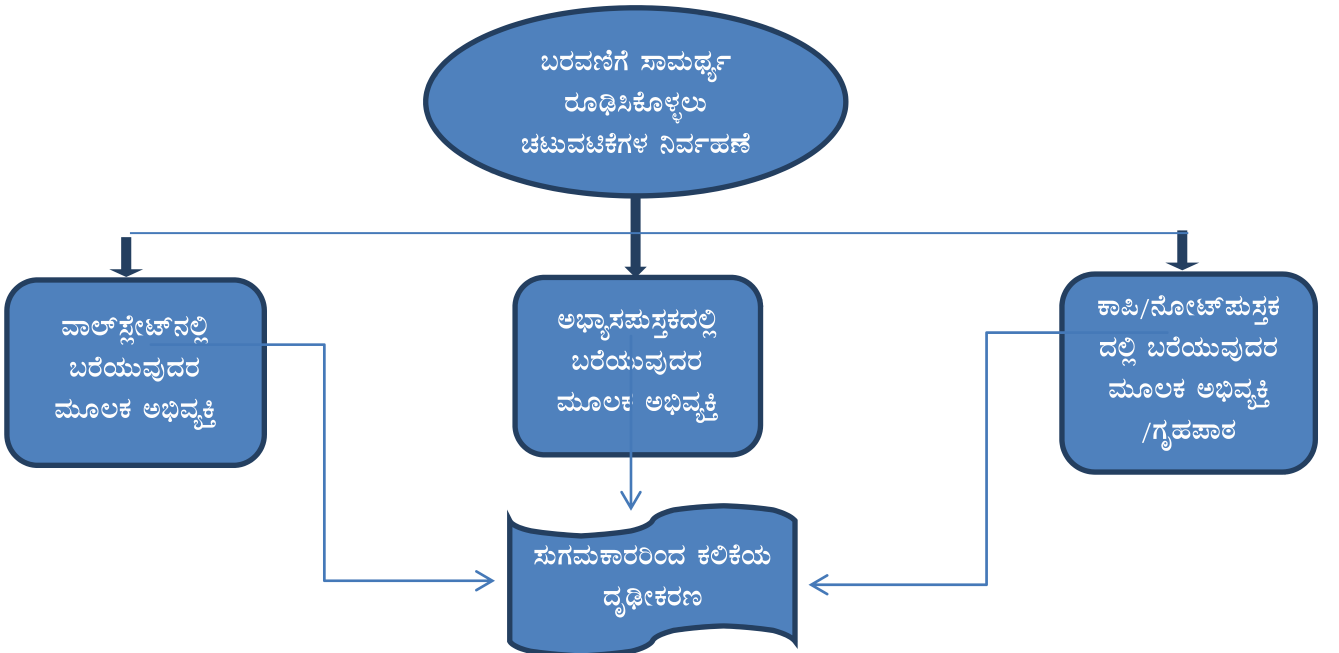 ಬರವಣಿಗೆ ಸಾಮರ್ಥ್ಯ
ರೂಢಿಸಿಕೊಳ್ಳಲು
ಚಟುವಟಿಕೆಗಳ ನಿರ್ವಹಣೆ
ವಾಲ್‌ಸ್ಲೇಟ್‌ನಲ್ಲಿ
ಬರೆಯುವುದರ
ಮೂಲಕ ಅಭಿವ್ಯಕ್ತಿ
ಅಭ್ಯಾಸಪುಸ್ತಕದಲ್ಲಿ
ಬರೆಯುವುದರ
ಮೂಲಕ ಅಭಿವ್ಯಕ್ತಿ
ಕಾಪಿ/ನೋಟ್‌ಪುಸ್ತಕ
ದಲ್ಲಿ ಬರೆಯುವುದರ
ಮೂಲಕ ಅಭಿವ್ಯಕ್ತಿ
/ಗೃಹಪಾಠ
ಸುಗಮಕಾರರಿಂದ ಕಲಿಕೆಯ
ದೃಢೀಕರಣ